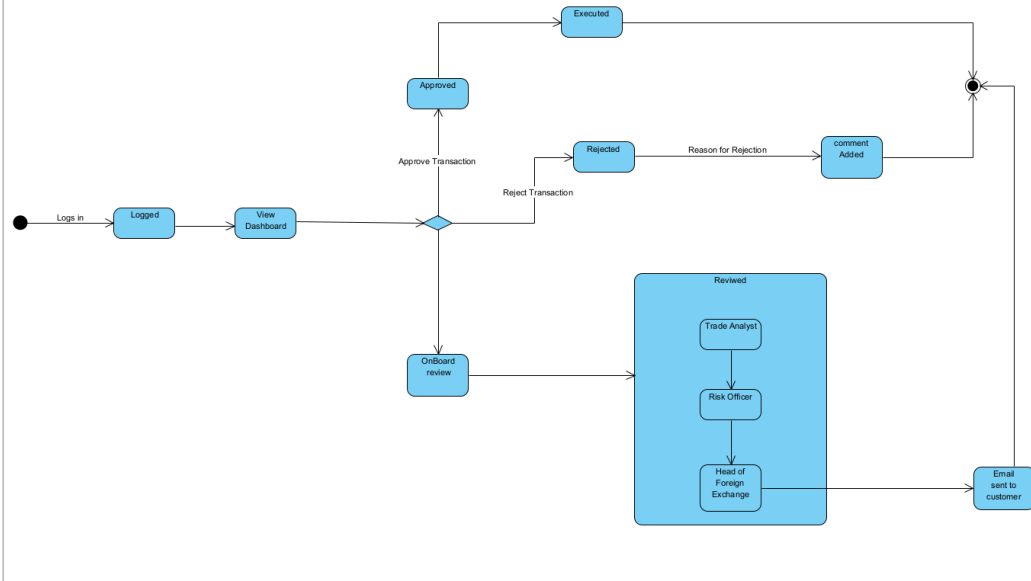 Executed
Approved
Approve Transaction
Rejected
Reason for Rejection
comment
Added
Reject Transaction
Logs in
Logged
View
Dashboard
Reviwed
Trade Analyst
OnBoard
review
Risk Officer
Head of
Foreign
Exchange
Email
sent to
customer